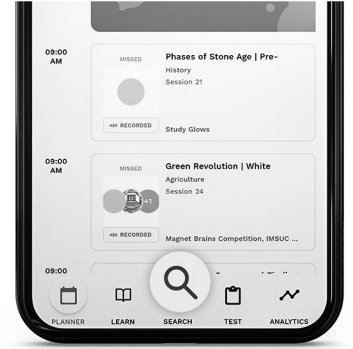 09:00
AM
MISSED
Phases of Stone Age | Pre-
History
Session 21
RECORDED
Study Glows
09:00
AM
MISSED
Green Revolution | White
Agriculture
Session 24
+1
RECORDED
Magnet Brains Competition, IMSUC ...
09:00
PLANNER
LEARN
SEARCH
TEST
ANALYTICS